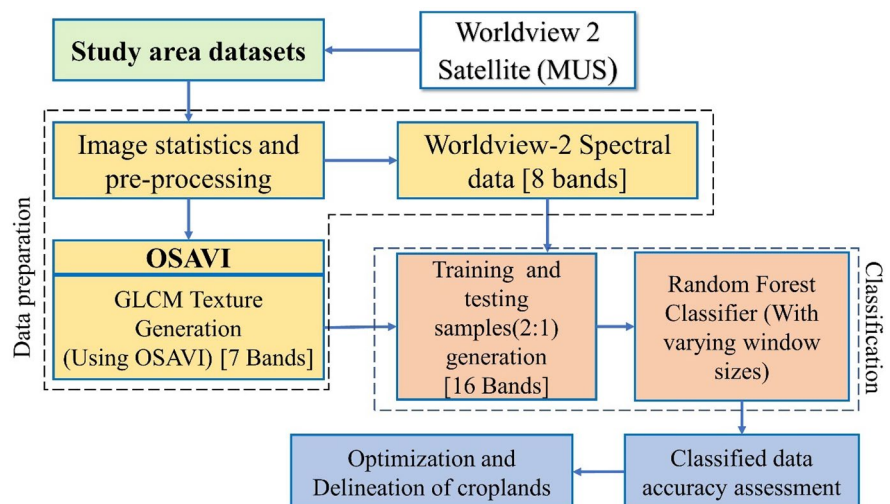 Study area datasets
Worldview 2
Satellite (MUS)
Data preparation
Image statistics and
pre-processing
Worldview-2 Spectral
data [8 bands]
OSAVI
GLCM Texture
Generation
(Using OSAVI) [7 Bands]
Training and
testing
samples(2:1)
generation
[16 Bands]
Random Forest
Classifier (With
varying window
sizes)
Classification
Classified data
accuracy assessment
Optimization and
Delineation of croplands